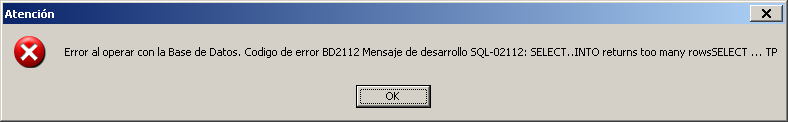 Atención
Error al operar con la Base de Datos. Codigo de error BD2112 Mensaje de desarrollo SQL-02112: SELECT..INTO returns too many rowsSELECT ... TP
OK